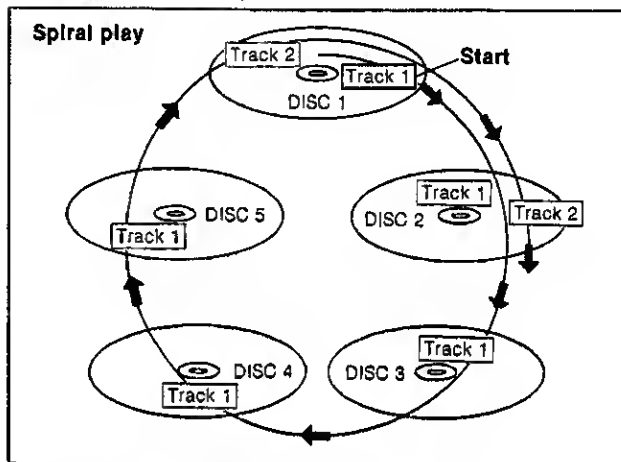 Spiral play
Track 2
Track 1
Start
DISC 1
Track 1
DISC 5
DISC 2
Track 2
Track 1
Track 1
DISC 4
DISC 3
Track 1